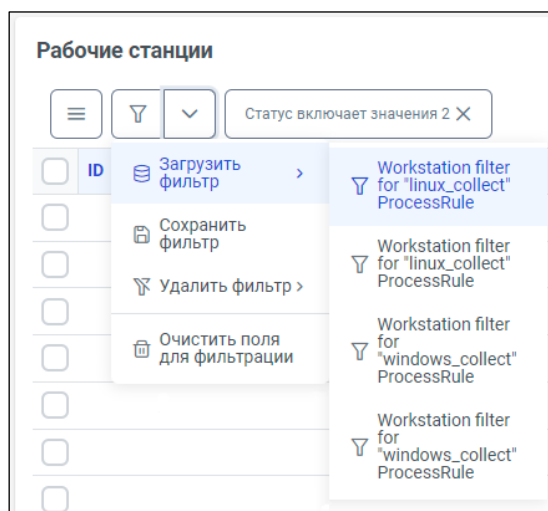 Рабочие станции
Статус включает значения 2
ID
Загрузить
фильтр
Сохранить
фильтр
Удалить фильтр
Очистить поля
для фильтрации
Workstation filter
for "linux_collect"
ProcessRule
Workstation filter
for "linux_collect"
ProcessRule
Workstation filter
for
"windows_collect"
ProcessRule
Workstation filter
for
"windows_collect"
ProcessRule